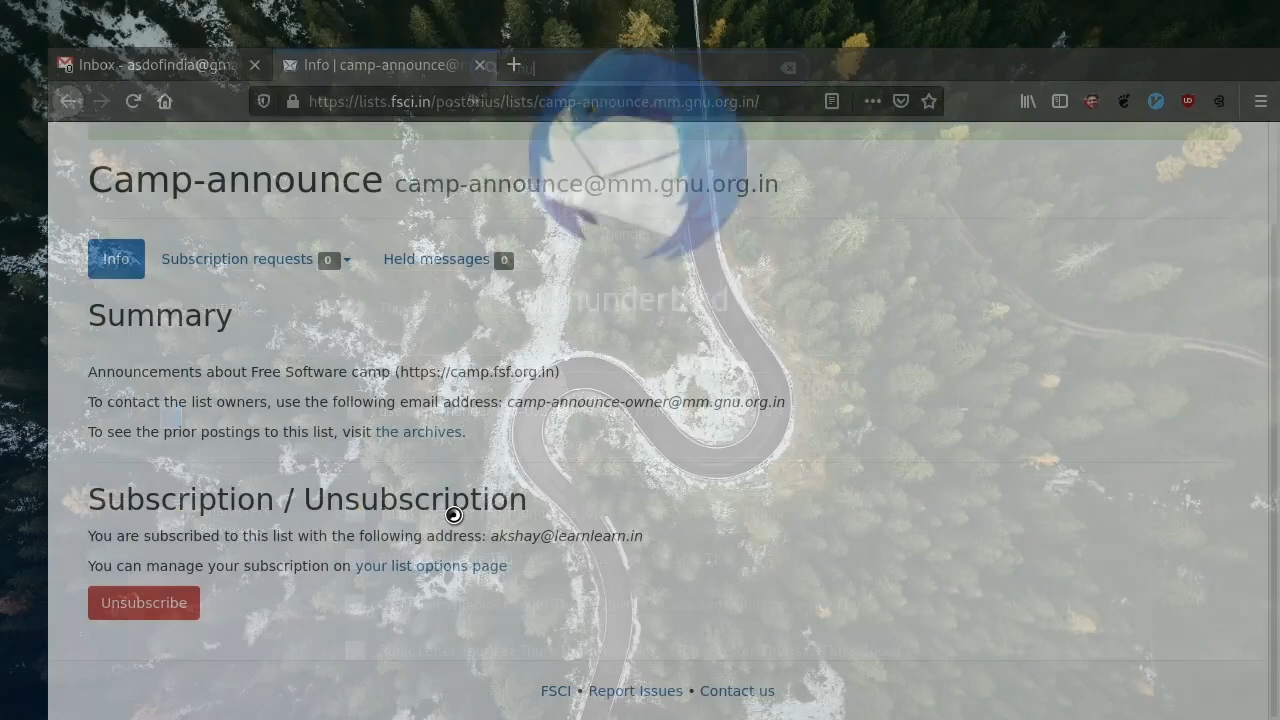 Inbox - asdofindia@gm
Info | camp-announce@
https://lists.fsci.in/postorius/lists/camp-announce.mm.gnu.org.in/
Camp-announce camp-announce@mm.gnu.org.in
Info
Subscription requests 0
Held messages 0
Thunderbird
Summary
Announcements about Free Software camp (https://camp.fsf.org.in)
To contact the list owners, use the following email address: camp-announce-owner@mm.gnu.org.in
To see the prior postings to this list, visit the archives.
Subscription / Unsubscription
You are subscribed to this list with the following address: akshay@learnlearn.in
You can manage your subscription on your list options page
Unsubscribe
FSCI • Report Issues • Contact us